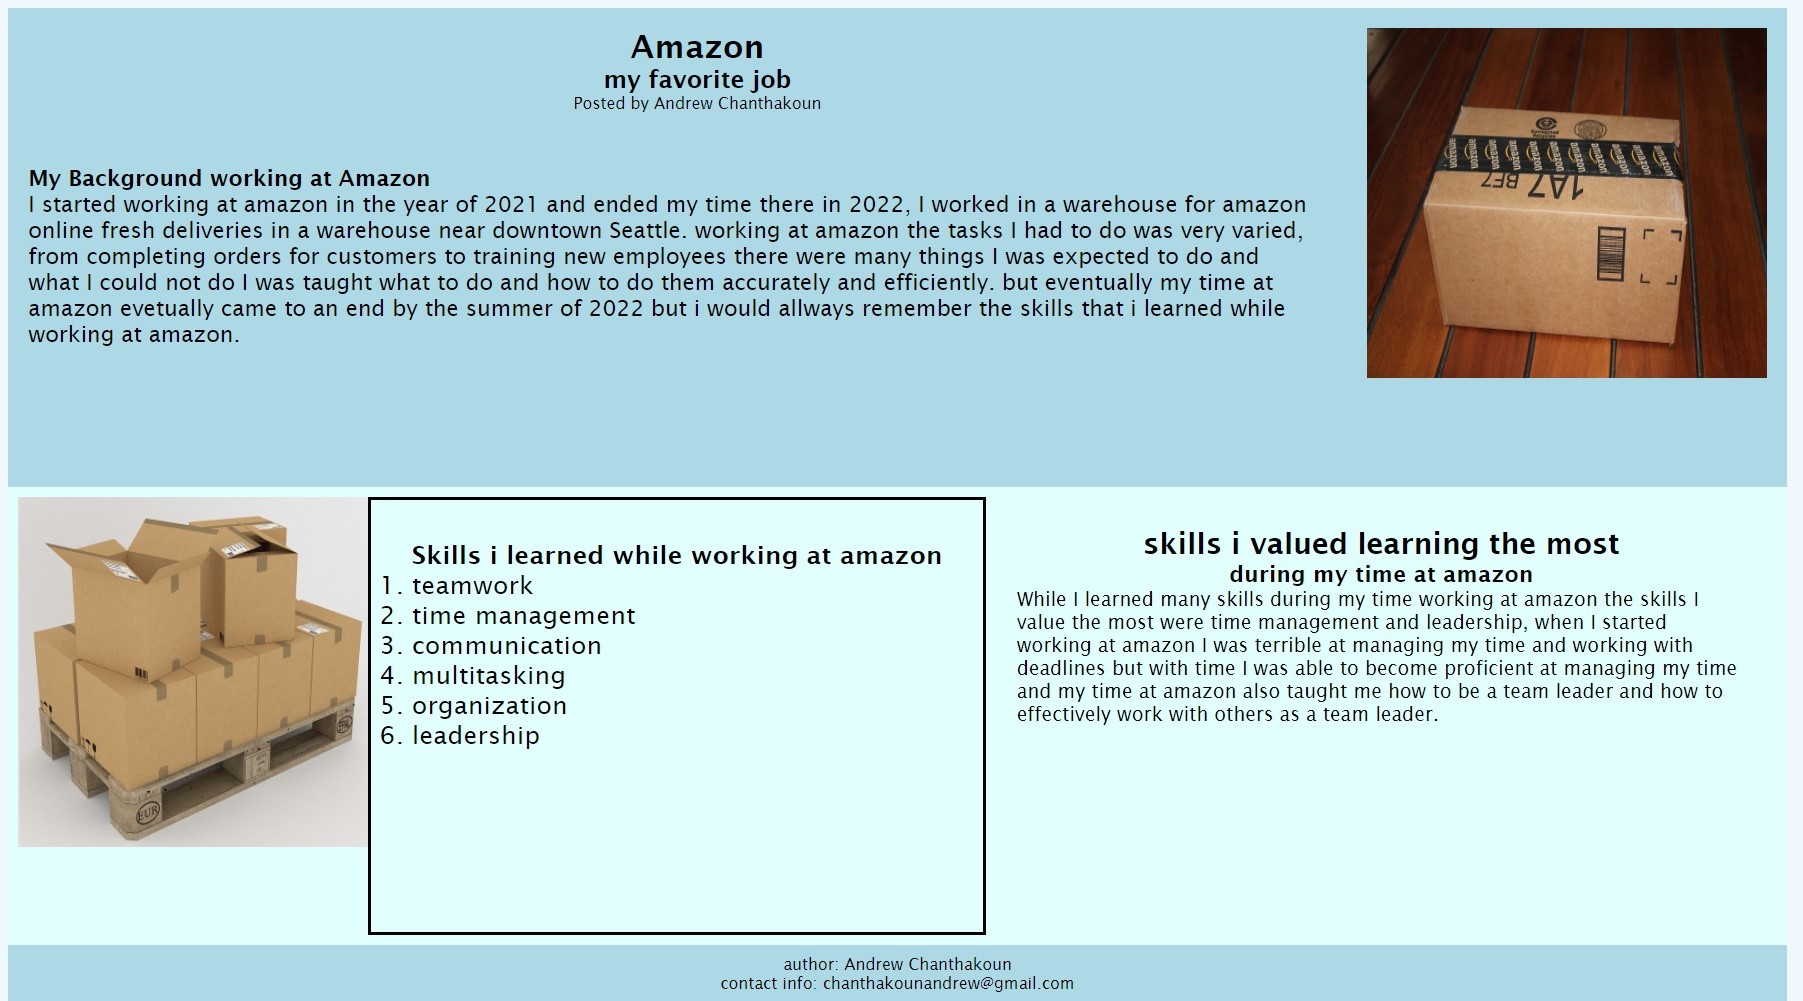 Amazon
my favorite job
Posted by Andrew Chanthakoun
My Background working at Amazon
I started working at amazon in the year of 2021 and ended my time there in 2022, I worked in a warehouse for amazon
online fresh deliveries in a warehouse near downtown Seattle. working at amazon the tasks I had to do was very varied,
from completing orders for customers to training new employees there were many things I was expected to do and
what I could not do I was taught what to do and how to do them accurately and efficiently. but eventually my time at
amazon evetually came to an end by the summer of 2022 but i would allways remember the skills that i learned while
working at amazon.
amazon amazon amazon amazon amazon amazon amazon amazon amazon
1A7 BF7
EUR
Skills i learned while working at amazon
1. teamwork
2. time management
3. communication
4. multitasking
5. organization
6. leadership
skills i valued learning the most
during my time at amazon
While I learned many skills during my time working at amazon the skills I
value the most were time management and leadership, when I started
working at amazon I was terrible at managing my time and working with
deadlines but with time I was able to become proficient at managing my time
and my time at amazon also taught me how to be a team leader and how to
effectively work with others as a team leader.
author: Andrew Chanthakoun
contact info: chanthakounandrew@gmail.com